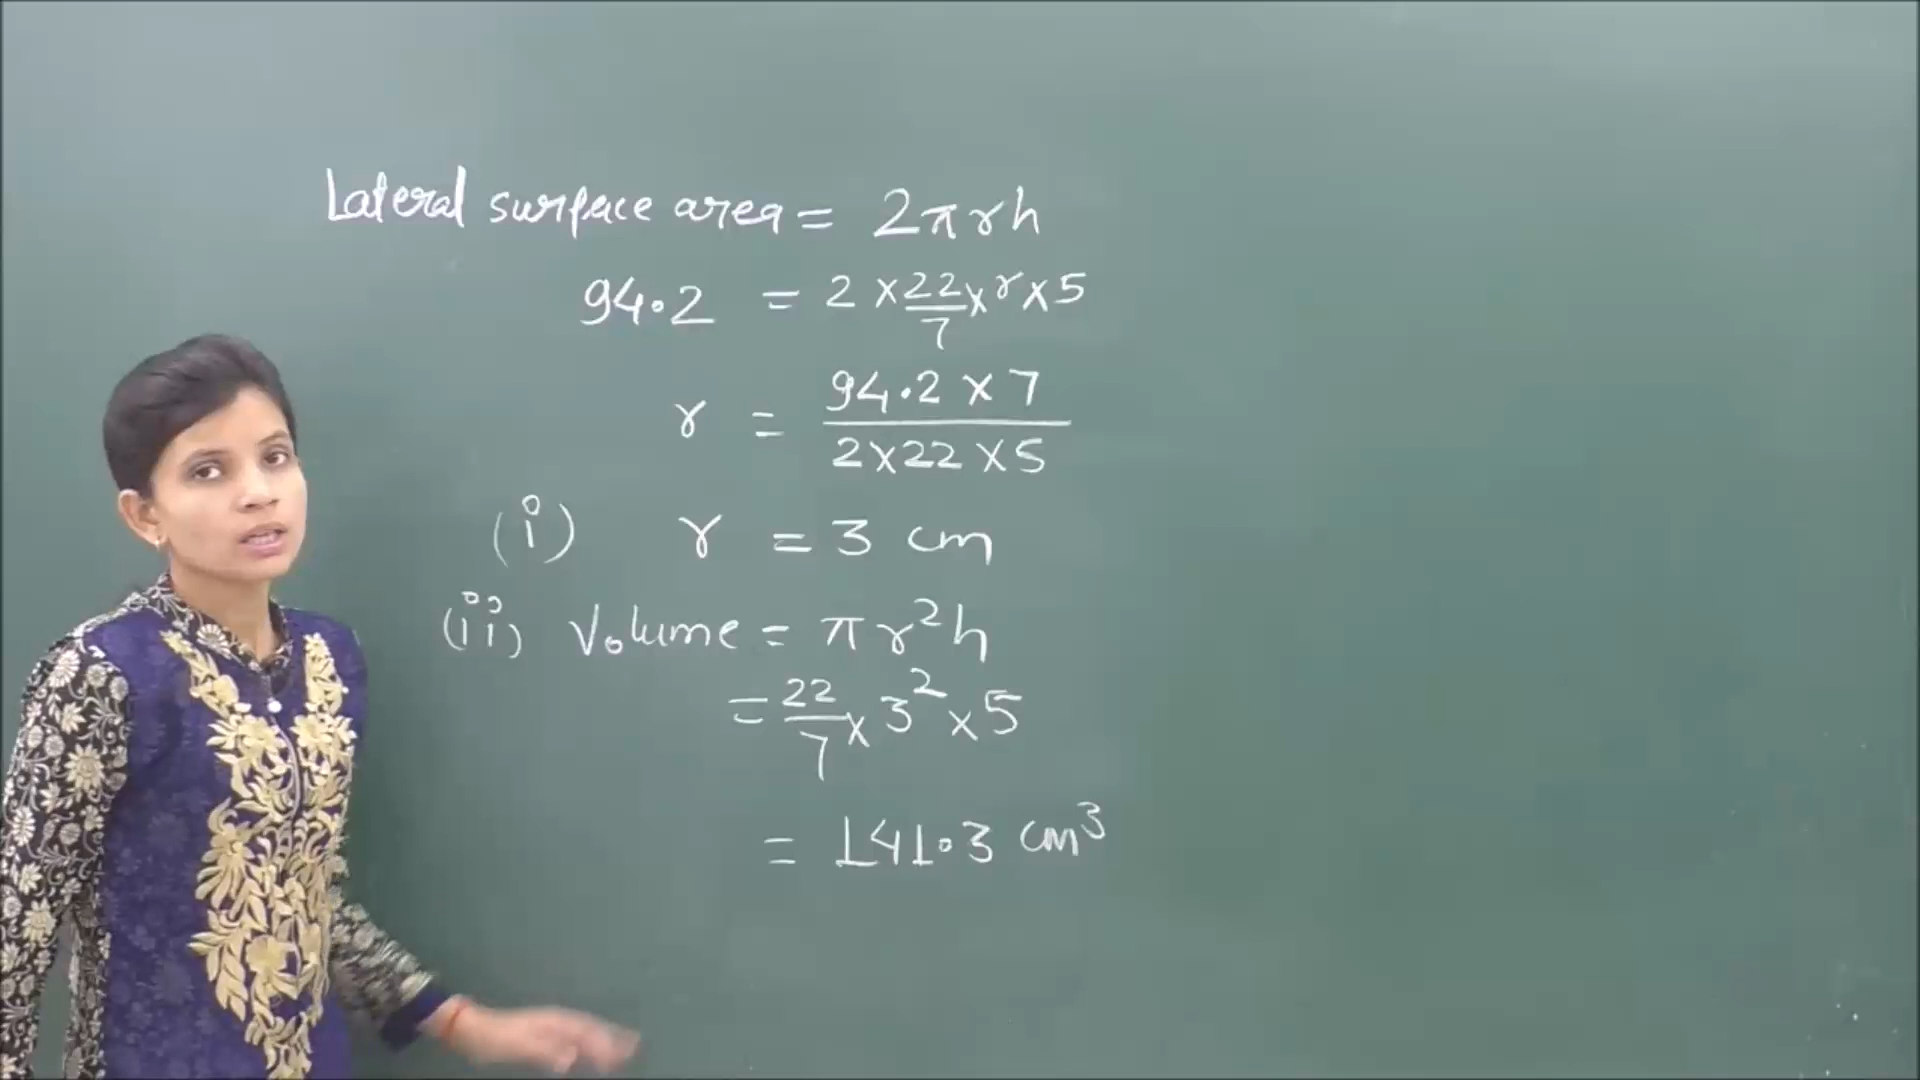 Lateral surface area = 2πrh
94.2 = 2 × 22/7 × r × 5
r = 94.2 × 7 / 2×22×5
(i) r = 3 cm
(ii) Volume = πr²h
= 22/7 × 3² × 5
= 141.3 cm³